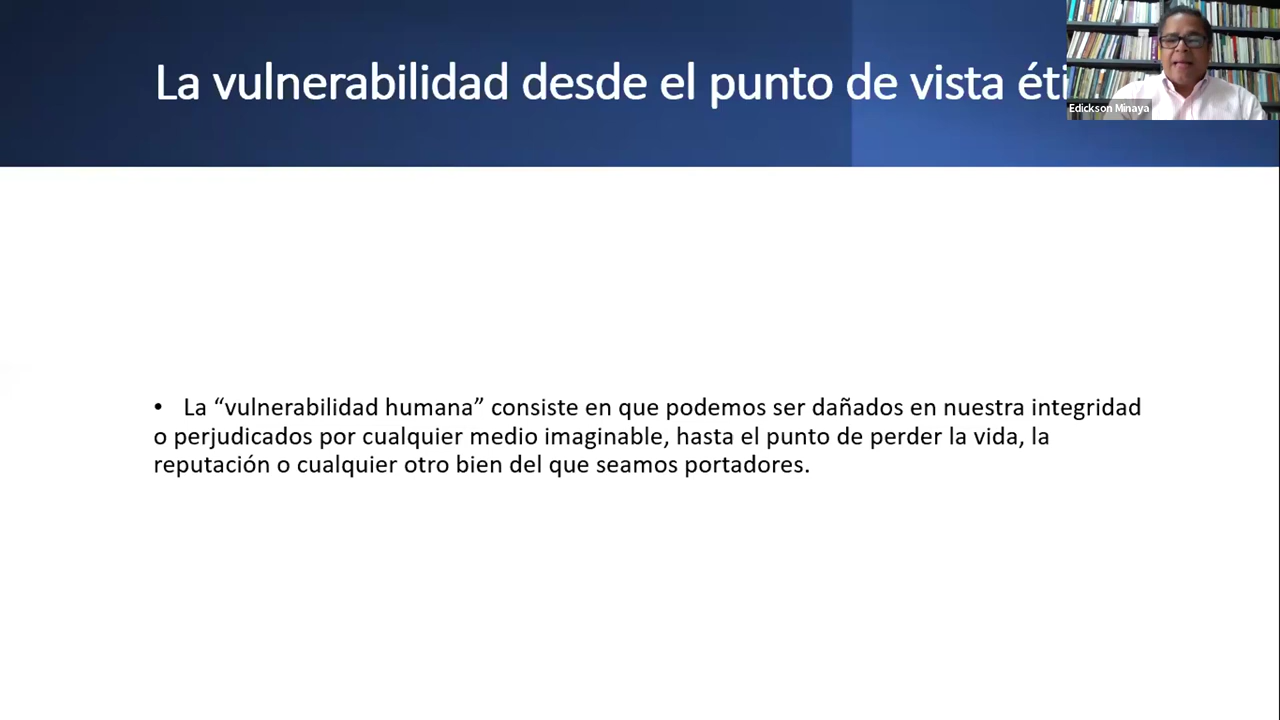 La vulnerabilidad desde el punto de vista
Edickson Minaya
• La “vulnerabilidad humana” consiste en que podemos ser dañados en nuestra integridad
o perjudicados por cualquier medio imaginable, hasta el punto de perder la vida, la
reputación o cualquier otro bien del que seamos portadores.